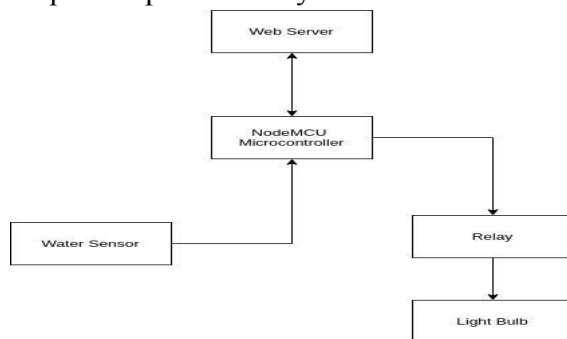 Web Server
NodeMCU
Microcontroller
Water Sensor
Relay
Light Bulb